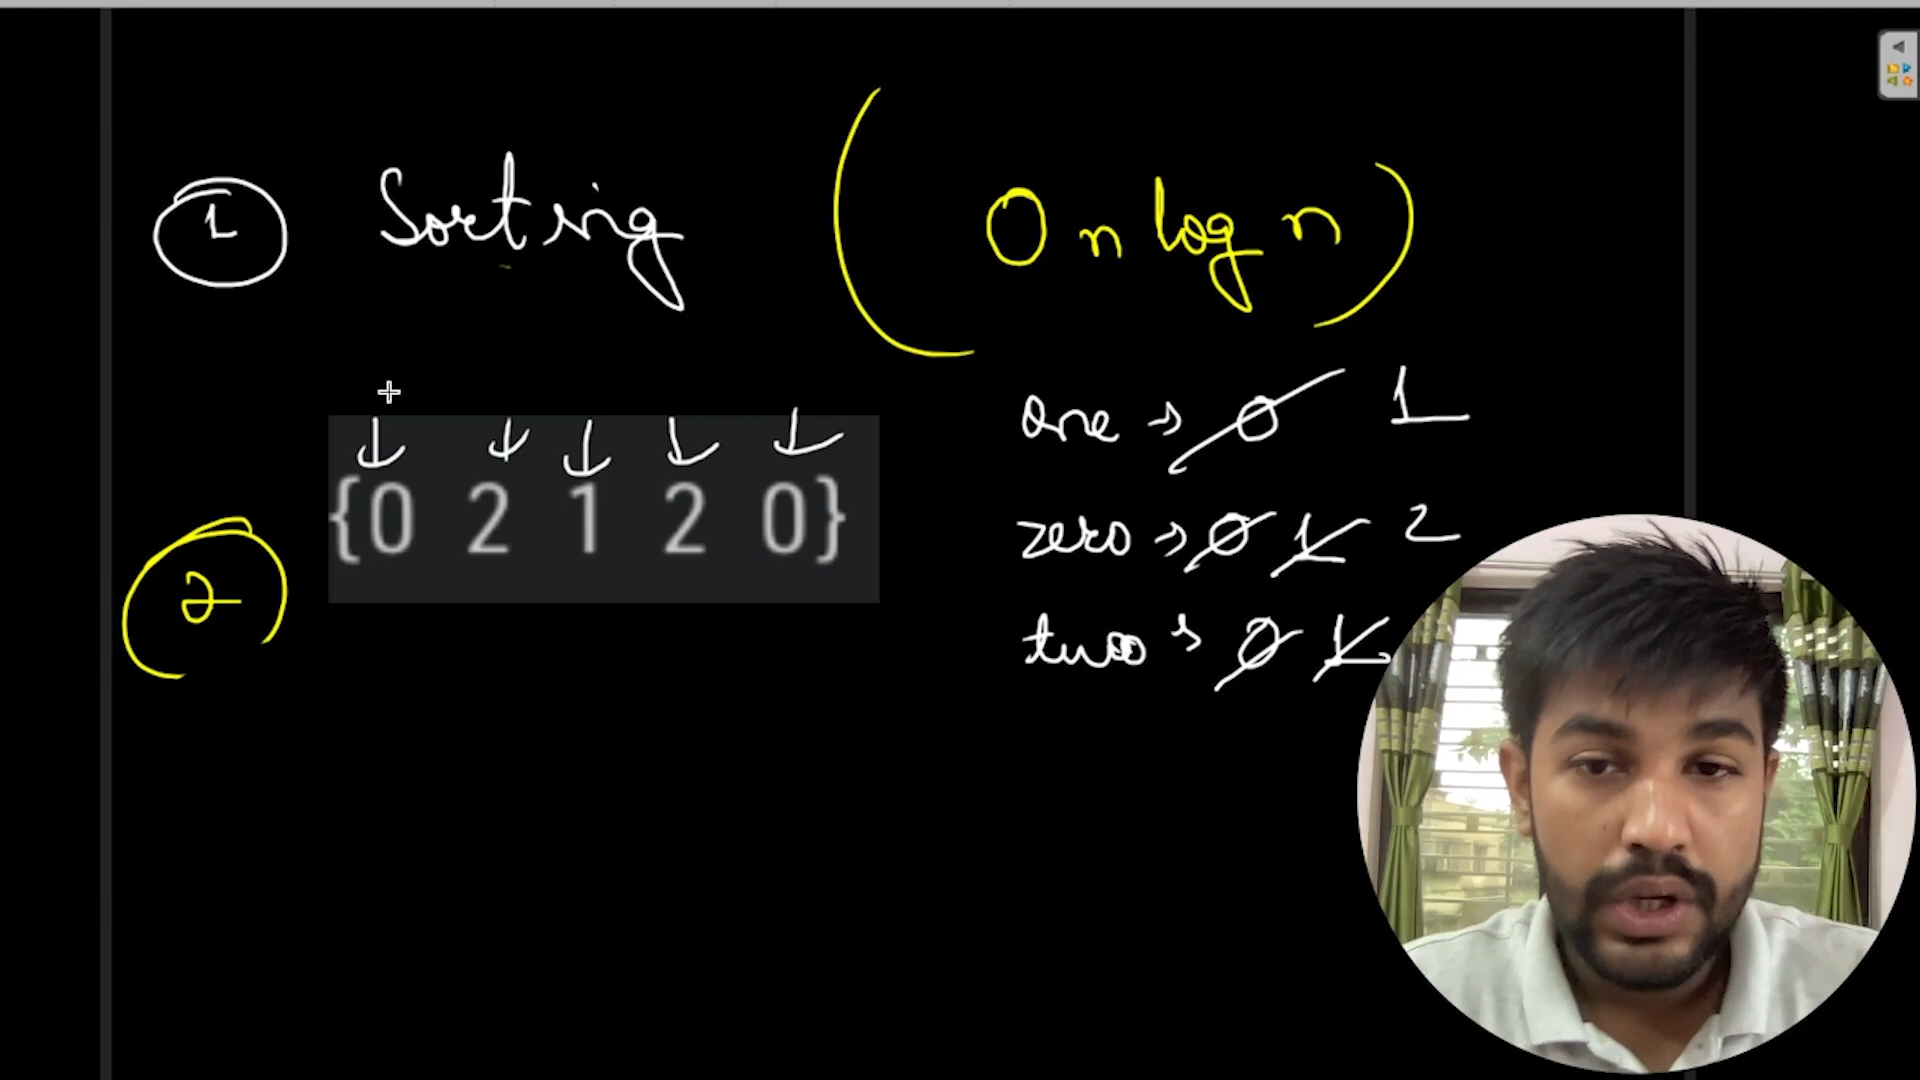 1 Sorting ( O n log n )
one → 0 1
{0 2 1 2 0}
zero → 0 1 2
2
two → 0 1